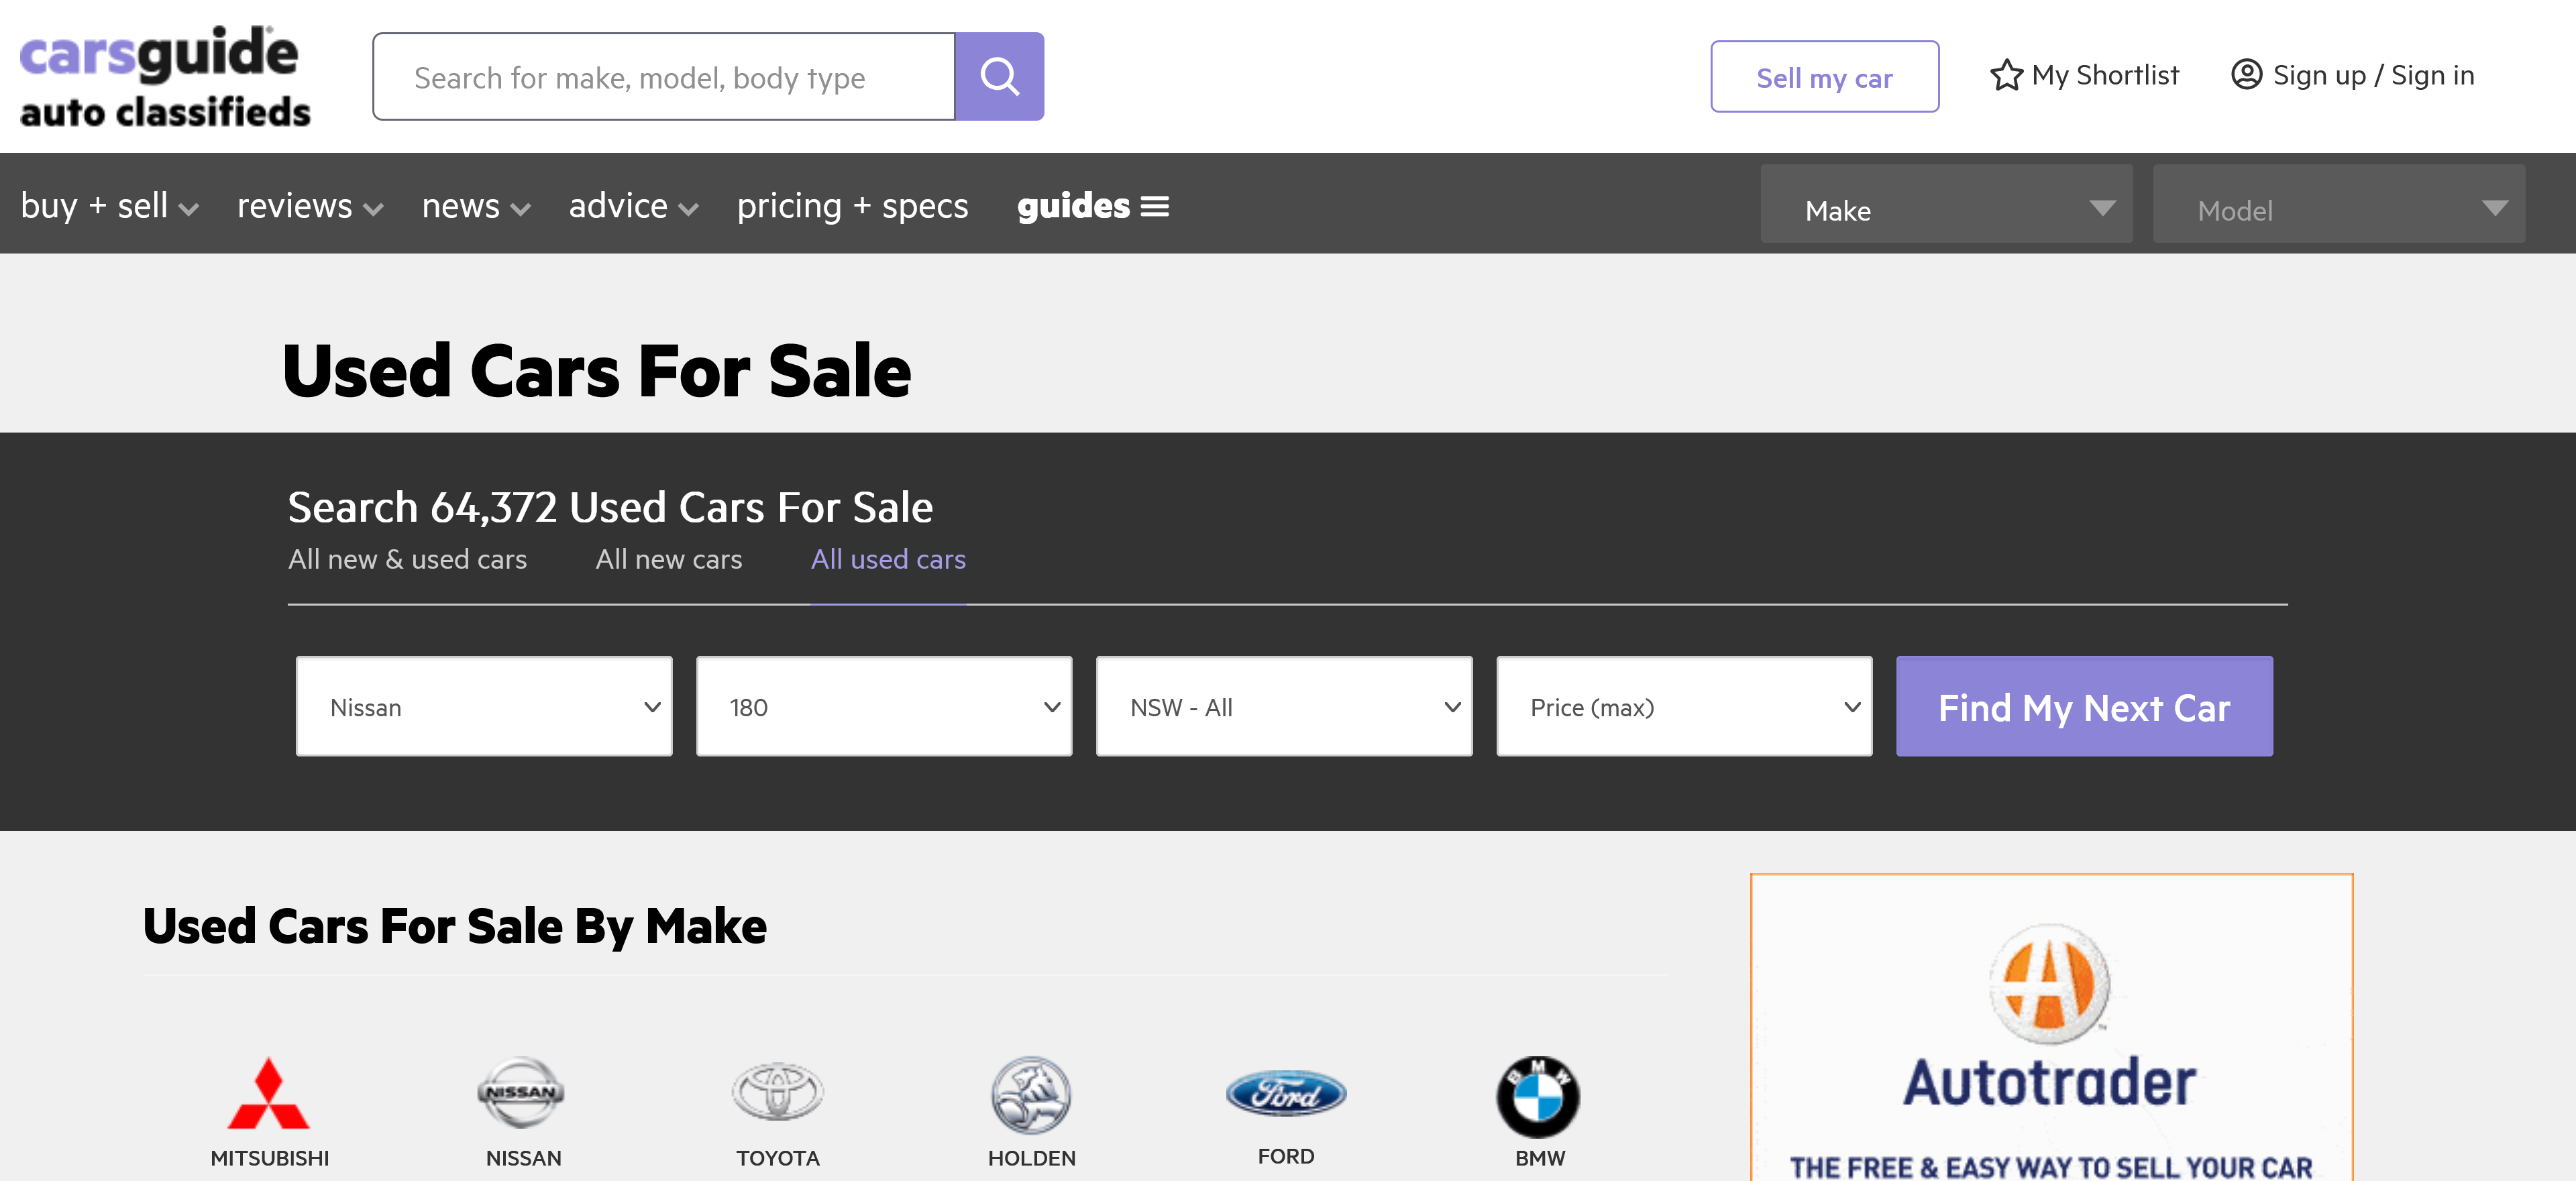 carsguide
auto classifieds
Search for make, model, body type
Sell my car
My Shortlist
Sign up / Sign in
buy + sell
reviews
news
advice
pricing + specs
guides
Make
Model
Used Cars For Sale
Search 64,372 Used Cars For Sale
All new & used cars
All new cars
All used cars
Nissan
180
NSW - All
Price (max)
Find My Next Car
Used Cars For Sale By Make
NISSAN
Ford
BMW
MITSUBISHI
NISSAN
TOYOTA
HOLDEN
FORD
BMW
Autotrader
THE FREE & EASY WAY TO SELL YOUR CAR